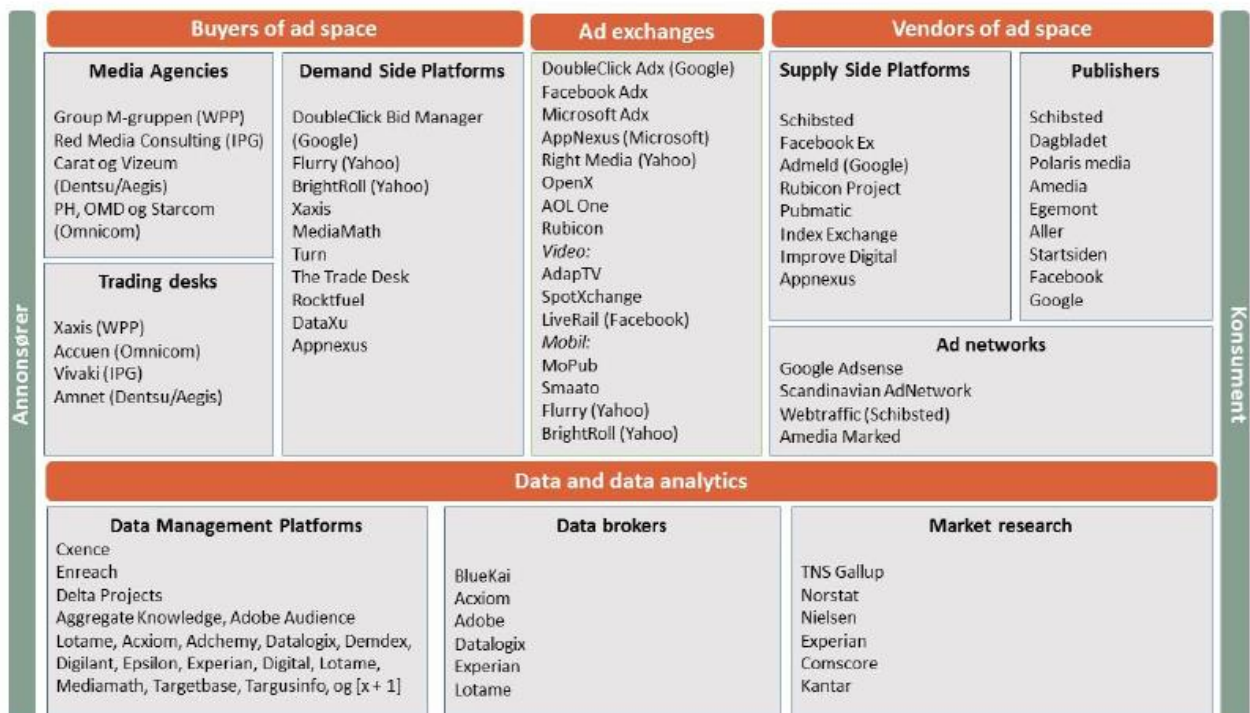 Annonsører
Buyers of ad space
Media Agencies
Group M-gruppen (WPP)
Red Media Consulting (IPG)
Carat og Vizeum
(Dentsu/Aegis)
PH, OMD og Starcom
(Omnicom)
Trading desks
Xaxis (WPP)
Accuen (Omnicom)
Vivaki (IPG)
Amnet (Dentsu/Aegis)
Demand Side Platforms
DoubleClick Bid Manager
(Google)
Flurry (Yahoo)
BrightRoll (Yahoo)
Xaxis
MediaMath
Turn
The Trade Desk
Rocktfuel
DataXu
Appnexus
Ad exchanges
DoubleClick Adx (Google)
Facebook Adx
Microsoft Adx
AppNexus (Microsoft)
Right Media (Yahoo)
OpenX
AOL One
Rubicon
Video:
AdapTV
SpotXchange
LiveRail (Facebook)
Mobil:
MoPub
Smaato
Flurry (Yahoo)
BrightRoll (Yahoo)
Vendors of ad space
Supply Side Platforms
Schibsted
Facebook Ex
Admeld (Google)
Rubicon Project
Pubmatic
Index Exchange
Improve Digital
Appnexus
Publishers
Schibsted
Dagbladet
Polaris media
Amedia
Egemont
Aller
Startsiden
Facebook
Google
Ad networks
Google Adsense
Scandinavian AdNetwork
Webtraffic (Schibsted)
Amedia Marked
Konsument
Data and data analytics
Data Management Platforms
Cxence
Enreach
Delta Projects
Aggregate Knowledge, Adobe Audience
Lotame, Acxiom, Adchemy, Datalogix, Demdex,
Digilant, Epsilon, Experian, Digital, Lotame,
Mediamath, Targetbase, Targusinfo, og [x + 1]
Data brokers
BlueKai
Acxiom
Adobe
Datalogix
Experian
Lotame
Market research
TNS Gallup
Norstat
Nielsen
Experian
Comscore
Kantar